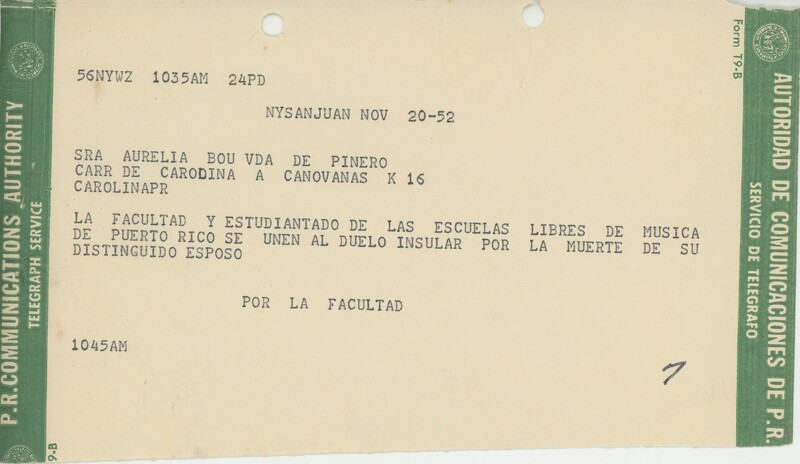 P.R. COMMUNICATIONS AUTHORITY
TELEGRAPH SERVICE
9-B
56NYWZ 1035AM 24PD
NYSANJUAN NOV 20-52
SRA AURELIA BOU VDA DE PINERO
CARR DE CARODINA A CANOVANAS K 16
CAROLINAPR
LA FACULTAD Y ESTUDIANTADO DE LAS ESCUELAS LIBRES DE MUSICA
DE PUERTO RICO SE UNEN AL DUELO INSULAR POR LA MUERTE DE SU
DISTINGUIDO ESPOSO
POR LA FACULTAD
1045AM
7
Form T9-B
AUTORIDAD DE COMUNICACIONES DE P.R.
SERVICIO DE TELEGRAFO